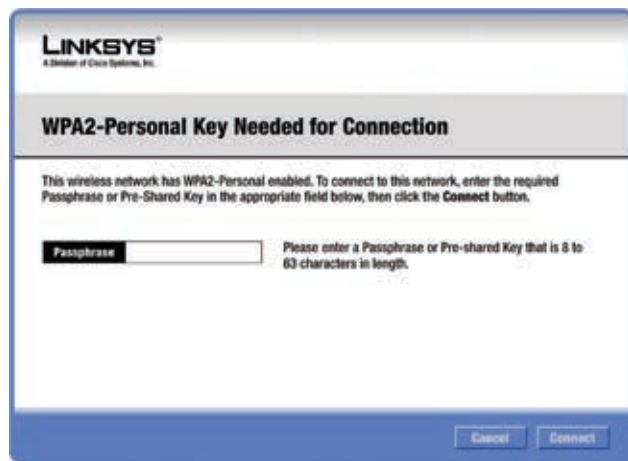 LINKSYS®
A Division of Cisco Systems, Inc.
WPA2-Personal Key Needed for Connection
This wireless network has WPA2-Personal enabled. To connect to this network, enter the required
Passphrase or Pre-Shared Key in the appropriate field below, then click the Connect button.
Passphrase
Please enter a Passphrase or Pre-shared Key that is 8 to
63 characters in length.
Cancel
Connect